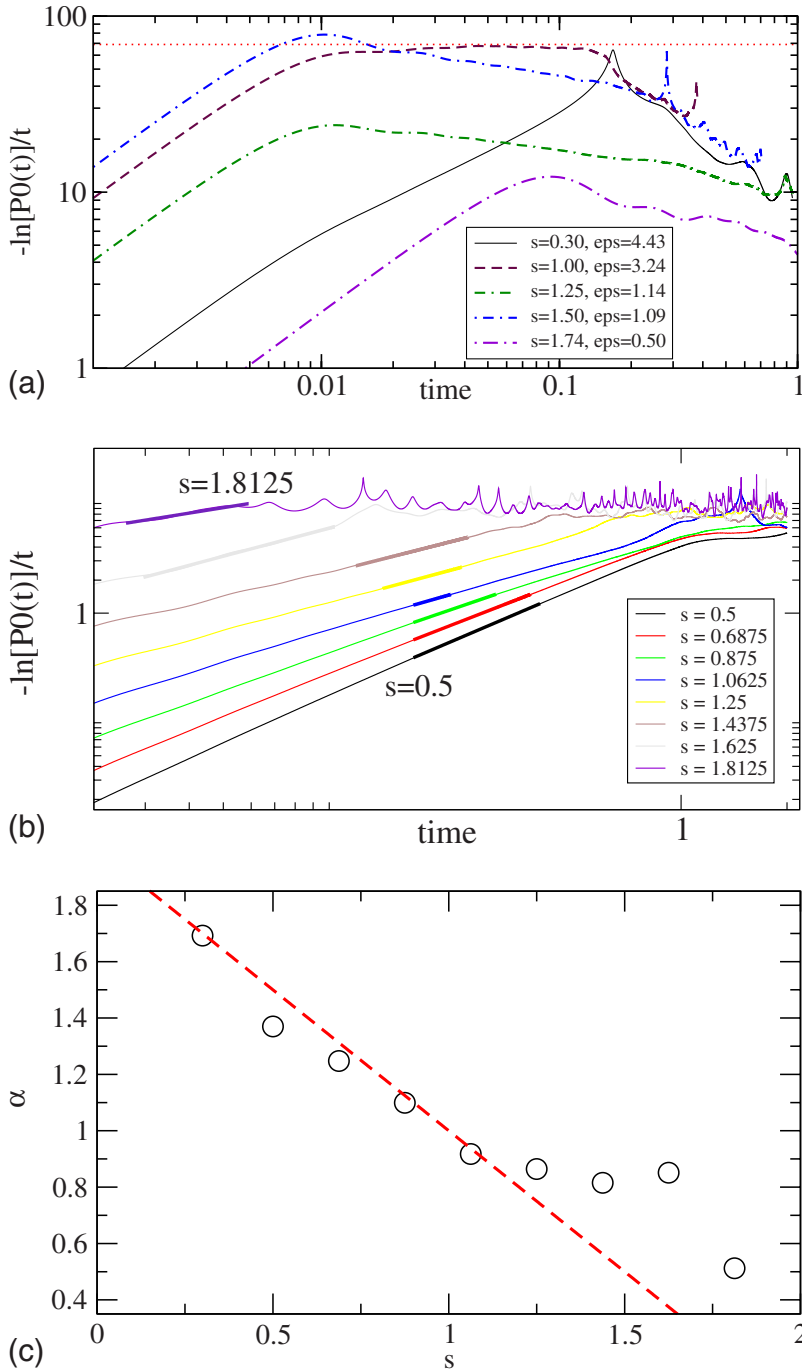 100
10
1
-ln[P0(t)]/t
s=0.30, eps=4.43
s=1.00, eps=3.24
s=1.25, eps=1.14
s=1.50, eps=1.09
s=1.74, eps=0.50
0.01
0.1
1
time
(a)
s=1.8125
1
-ln[P0(t)]/t
s=0.5
s = 0.5
s = 0.6875
s = 0.875
s = 1.0625
s = 1.25
s = 1.4375
s = 1.625
s = 1.8125
time
1
(b)
1.8
1.6
1.4
1.2
1
0.8
0.6
0.4
α
0
0.5
1
1.5
2
s
(c)